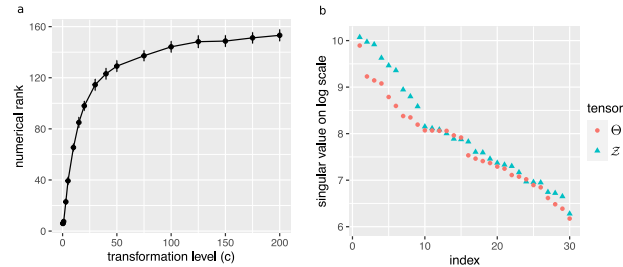 a
numerical rank
160
120
80
40
0
0
50
100
150
200
transformation level (c)
b
singular value on log scale
10
9
8
7
6
0
10
20
30
index
tensor
Θ
𝒵